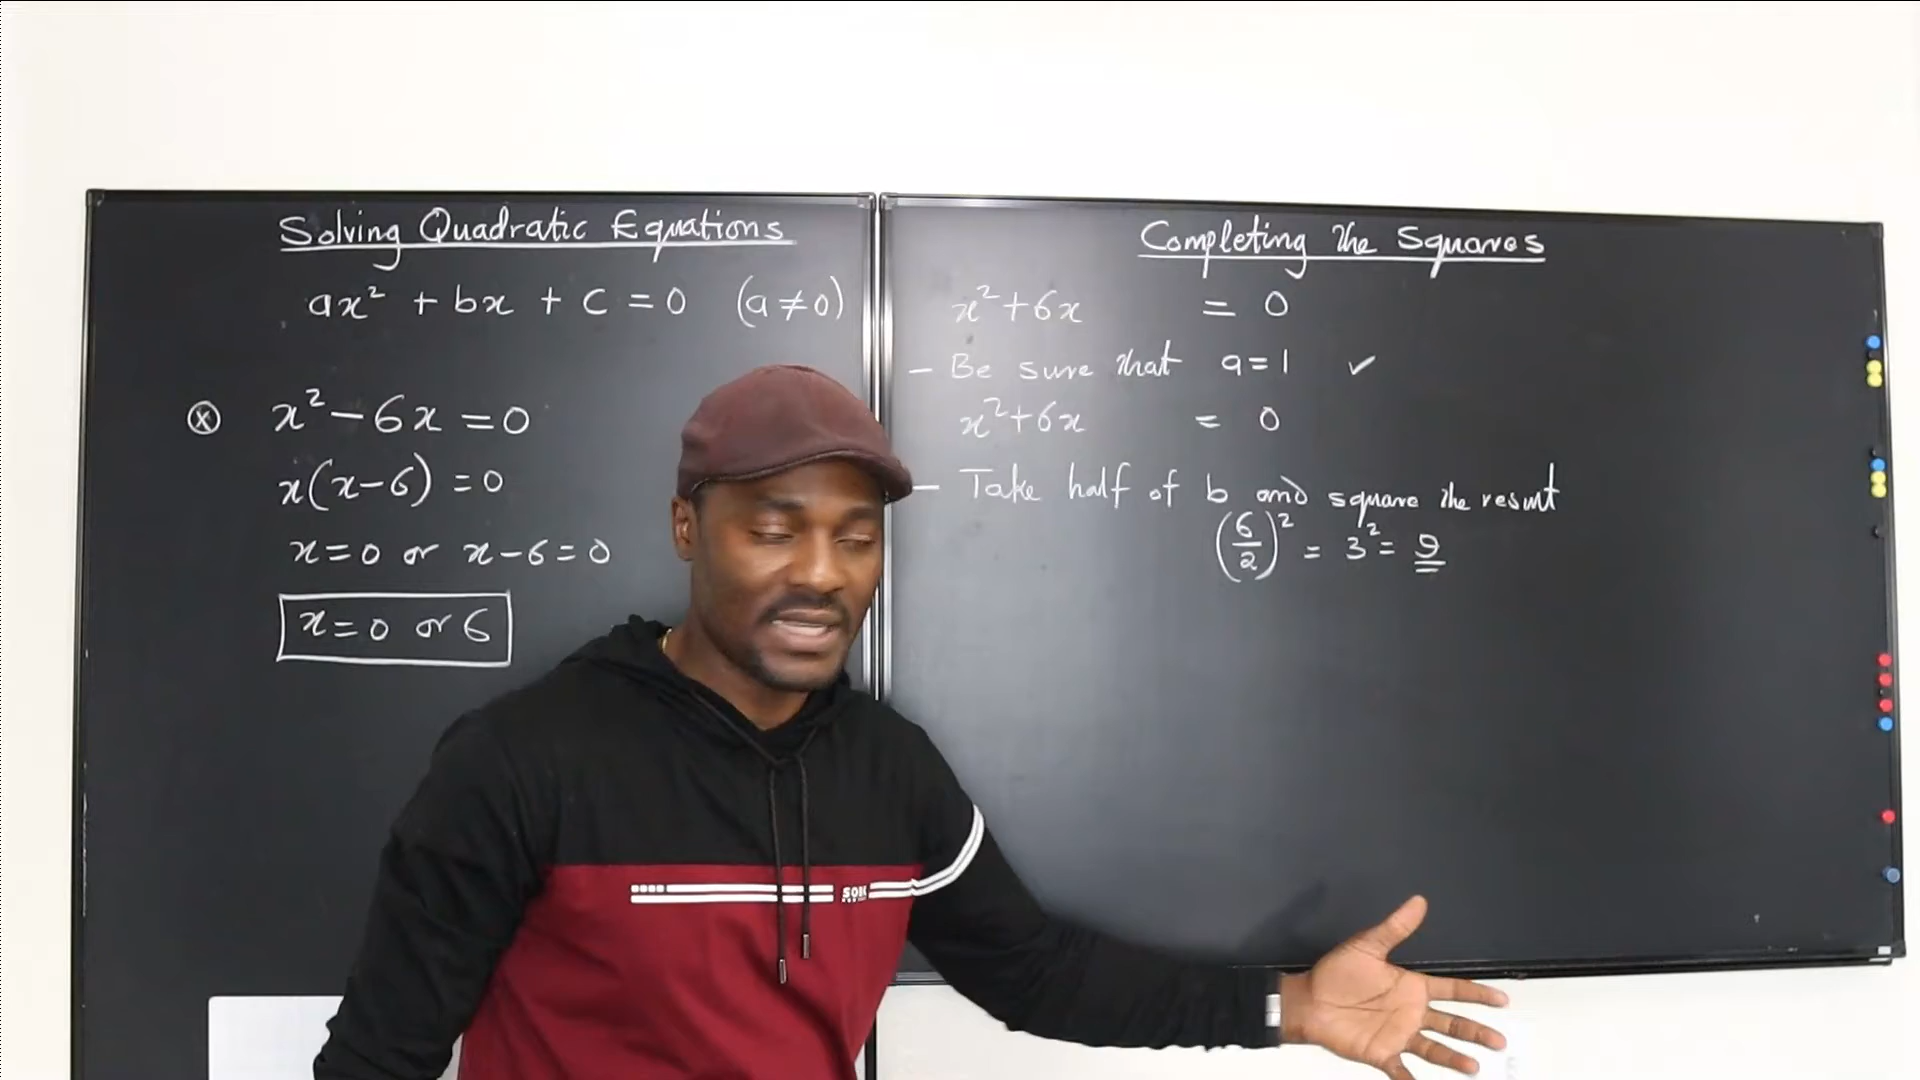 Solving Quadratic Equations
ax² + bx + c = 0 (a ≠ 0)
ⓧ x² − 6x = 0
x(x − 6) = 0
x = 0 or x − 6 = 0
x = 0 or 6
Completing the Squares
x² + 6x = 0
− Be sure that a = 1 ✓
x² + 6x = 0
− Take half of b and square the result
(6/2)² = 3² = 9